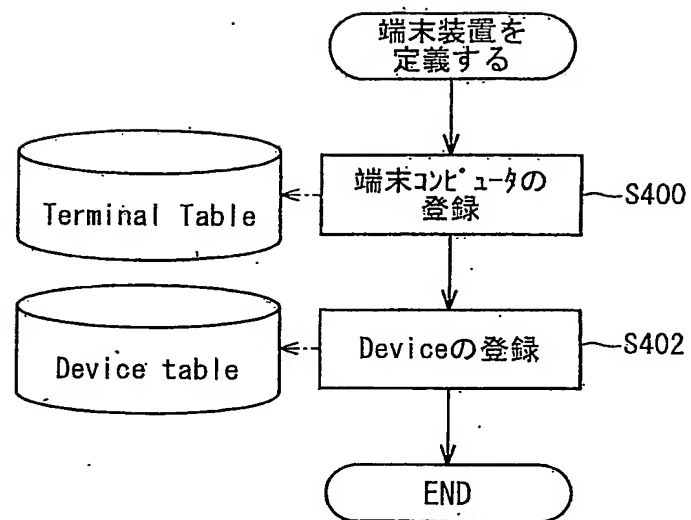 端末装置を
定義する
Terminal Table
端末ｺﾝﾋﾟｭｰﾀの
登録
S400
Device table
Deviceの登録
S402
END